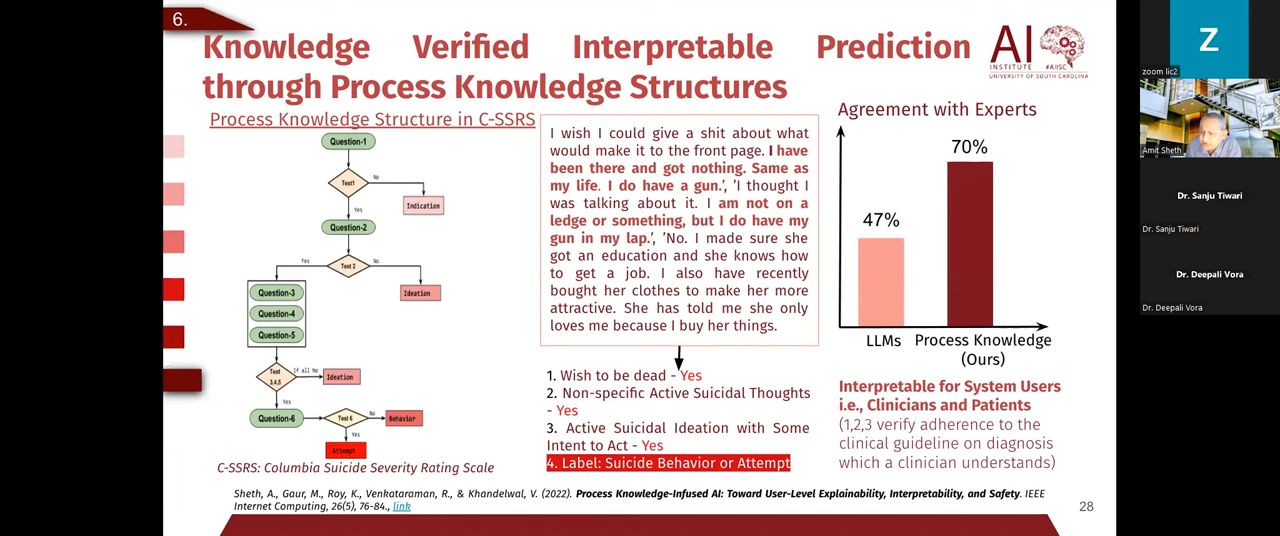 6.
Knowledge Verified Interpretable Prediction
through Process Knowledge Structures
AI
INSTITUTE #AIISC
UNIVERSITY OF SOUTH CAROLINA
Process Knowledge Structure in C-SSRS
Question-1
Test1
No
Indication
Yes
Question-2
Yes
Test 2
No
Question-3
Ideation
Question-4
Question-5
Test
3,4,5
If all No
Ideation
Yes
Question-6
Test 6
No
Behavior
Yes
Attempt
C-SSRS: Columbia Suicide Severity Rating Scale
I wish I could give a shit about what
would make it to the front page. I have
been there and got nothing. Same as
my life. I do have a gun.', 'I thought I
was talking about it. I am not on a
ledge or something, but I do have my
gun in my lap.', 'No. I made sure she
got an education and she knows how
to get a job. I also have recently
bought her clothes to make her more
attractive. She has told me she only
loves me because I buy her things.
1. Wish to be dead - Yes
2. Non-specific Active Suicidal Thoughts
- Yes
3. Active Suicidal Ideation with Some
Intent to Act - Yes
4. Label: Suicide Behavior or Attempt
Agreement with Experts
70%
47%
LLMs
Process Knowledge
(Ours)
Interpretable for System Users
i.e., Clinicians and Patients
(1,2,3 verify adherence to the
clinical guideline on diagnosis
which a clinician understands)
Sheth, A., Gaur, M., Roy, K., Venkataraman, R., & Khandelwal, V. (2022). Process Knowledge-Infused AI: Toward User-Level Explainability, Interpretability, and Safety. IEEE
Internet Computing, 26(5), 76-84., link
28
Z
zoom lic2
Amit Sheth
Dr. Sanju Tiwari
Dr. Sanju Tiwari
Dr. Deepali Vora
Dr. Deepali Vora